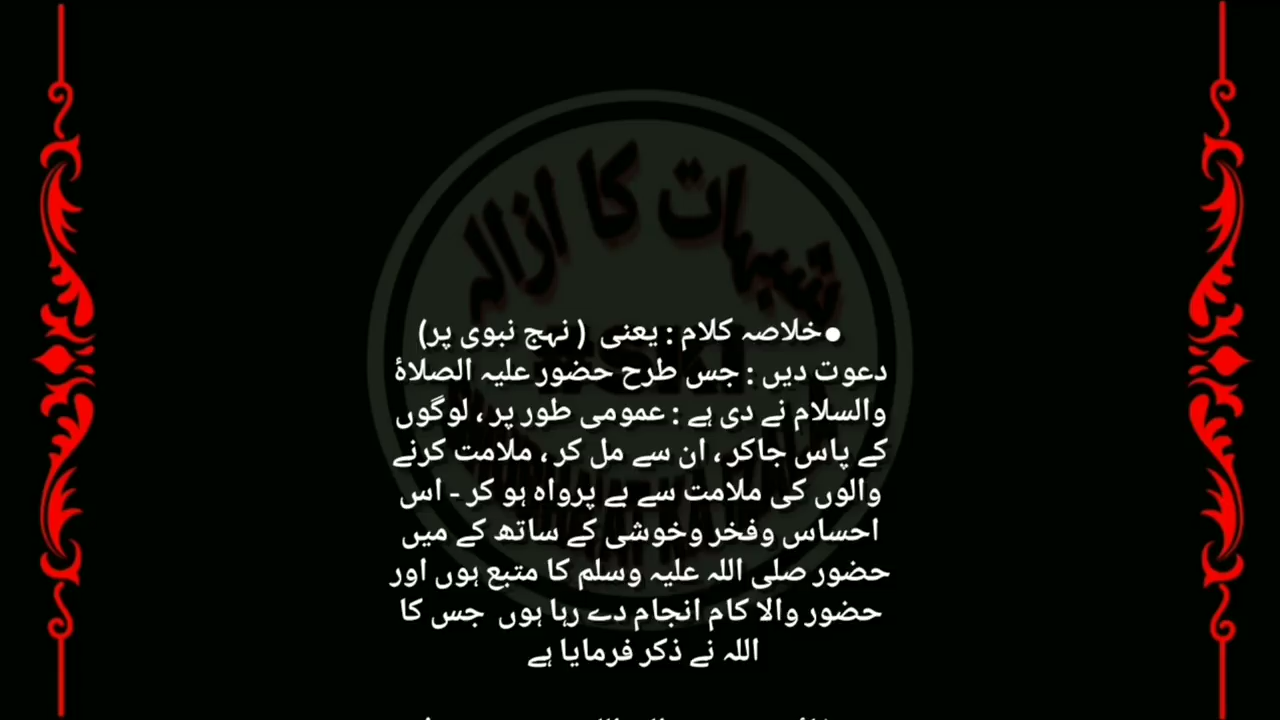 شبہات کا ازالہ
●خلاصہ کلام : یعنی ( نہج نبوی پر)
دعوت دیں : جس طرح حضور علیہ الصلاۃٔ
والسلام نے دی ہے : عمومی طور پر ، لوگوں
کے پاس جاکر ، ان سے مل کر ، ملامت کرنے
والوں کی ملامت سے بے پرواہ ہو کر - اس
احساس وفخر وخوشی کے ساتھ کے میں
حضور صلی اللہ علیہ وسلم کا متبع ہوں اور
حضور والا کام انجام دے رہا ہوں جس کا
اللہ نے ذکر فرمایا ہے